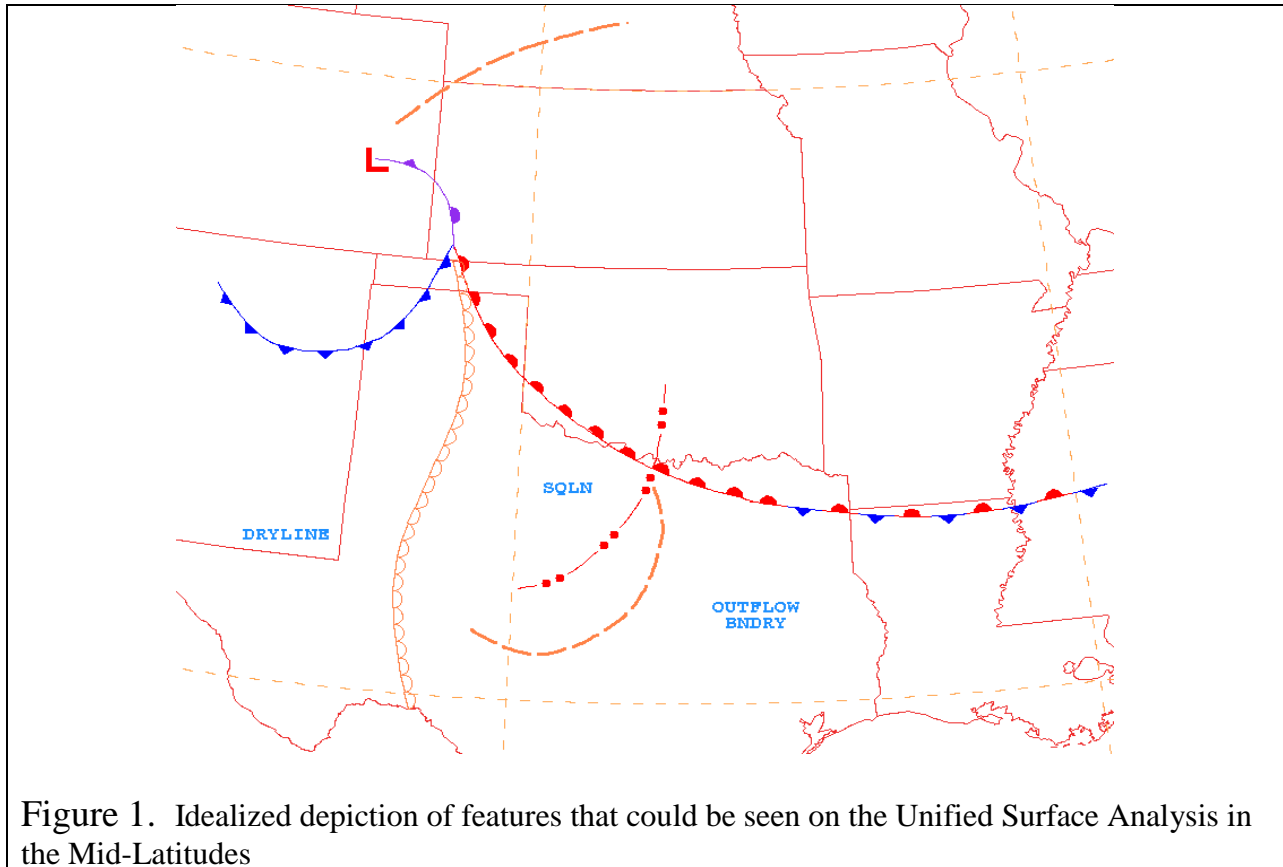 L
SQLN
DRYLINE
OUTFLOW
BNDRY
Figure 1. Idealized depiction of features that could be seen on the Unified Surface Analysis in
the Mid-Latitudes